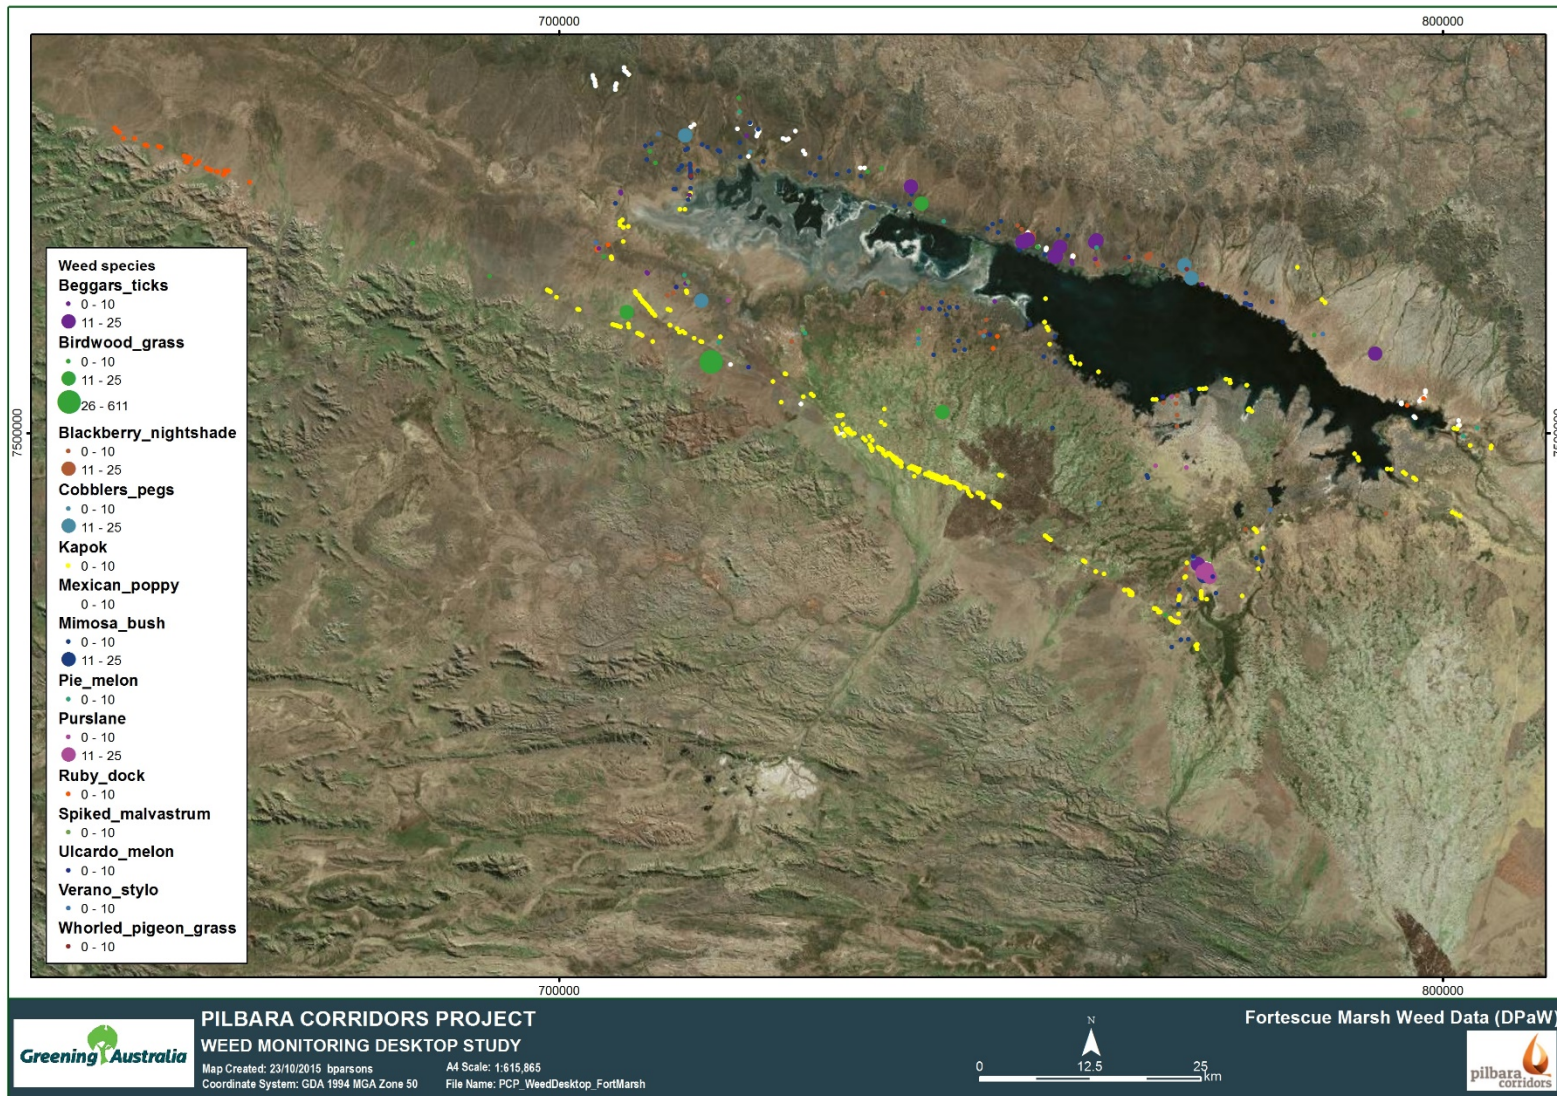 700000
800000
7500000
7500000
Weed species
Beggars_ticks
0 - 10
11 - 25
Birdwood_grass
0 - 10
11 - 25
26 - 611
Blackberry_nightshade
0 - 10
11 - 25
Cobblers_pegs
0 - 10
11 - 25
Kapok
0 - 10
Mexican_poppy
0 - 10
Mimosa_bush
0 - 10
11 - 25
Pie_melon
0 - 10
Purslane
0 - 10
11 - 25
Ruby_dock
0 - 10
Spiked_malvastrum
0 - 10
Ulcardo_melon
0 - 10
Verano_stylo
0 - 10
Whorled_pigeon_grass
0 - 10
700000
800000
Greening Australia
PILBARA CORRIDORS PROJECT
WEED MONITORING DESKTOP STUDY
Map Created: 23/10/2015 bparsons
A4 Scale: 1:615,865
Coordinate System: GDA 1994 MGA Zone 50
File Name: PCP_WeedDesktop_FortMarsh
N
0
12.5
25
km
Fortescue Marsh Weed Data (DPaW)
pilbara
corridors